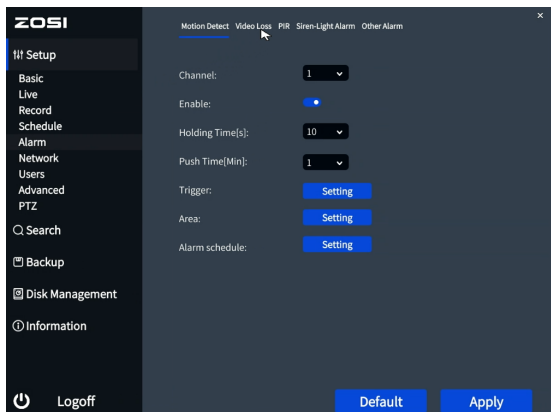 ZOSI
Setup
Basic
Live
Record
Schedule
Alarm
Network
Users
Advanced
PTZ
Search
Backup
Disk Management
Information
Logoff
Motion Detect Video Loss PIR Siren-Light Alarm Other Alarm
×
Channel: 1
Enable:
Holding Time[s]: 10
Push Time[Min]: 1
Trigger: Setting
Area: Setting
Alarm schedule: Setting
Default Apply